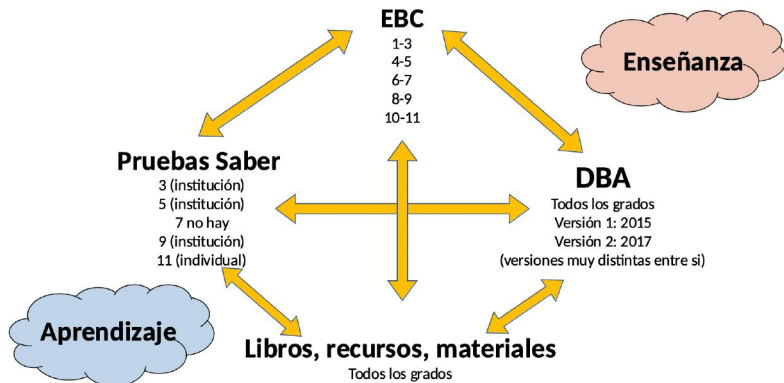 EBC
1-3
4-5
6-7
8-9
10-11
Enseñanza
Pruebas Saber
3 (institución)
5 (institución)
7 no hay
9 (institución)
11 (individual)
DBA
Todos los grados
Versión 1: 2015
Versión 2: 2017
(versiones muy distintas entre si)
Aprendizaje
Libros, recursos, materiales
Todos los grados